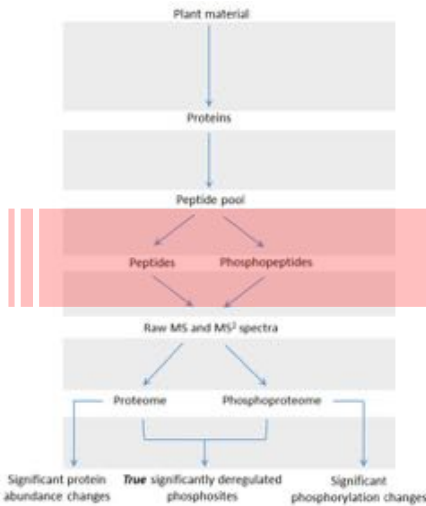 Plant material
Proteins
Peptide pool
Peptides Phosphopeptides
Raw MS and MS² spectra
Proteome Phosphoproteome
Significant protein
abundance changes
True significantly deregulated
phosphosites
Significant
phosphorylation changes